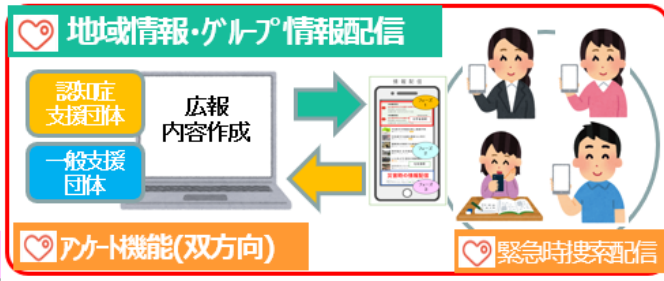 地域情報・グループ情報配信
認知症
支援団体
広報
内容作成
一般支援
団体
情報配信
アンケート機能(双方向)
緊急時捜索配信